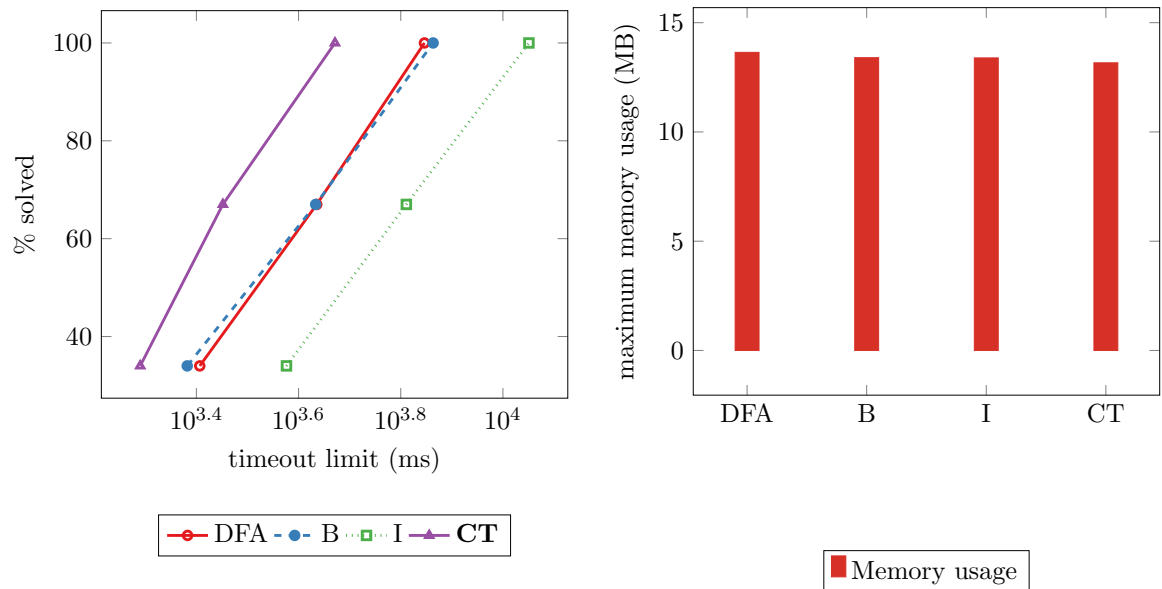 % solved
100
80
60
40
10^3.4 10^3.6 10^3.8 10^4
timeout limit (ms)
DFA B I CT
maximum memory usage (MB)
15
10
5
0
DFA B I CT
Memory usage